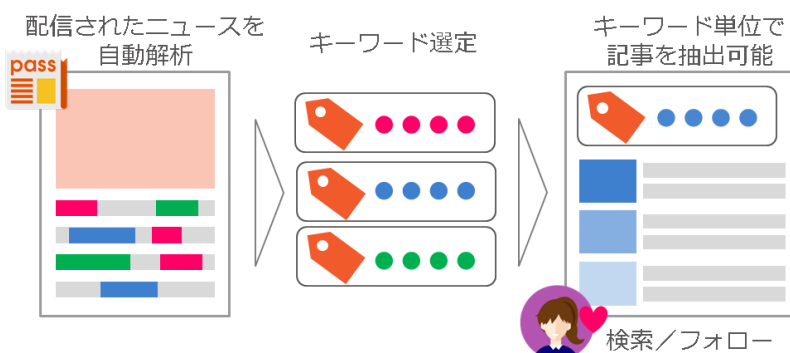 配信されたニュースを
自動解析
pass
キーワード選定
キーワード単位で
記事を抽出可能
検索／フォロー